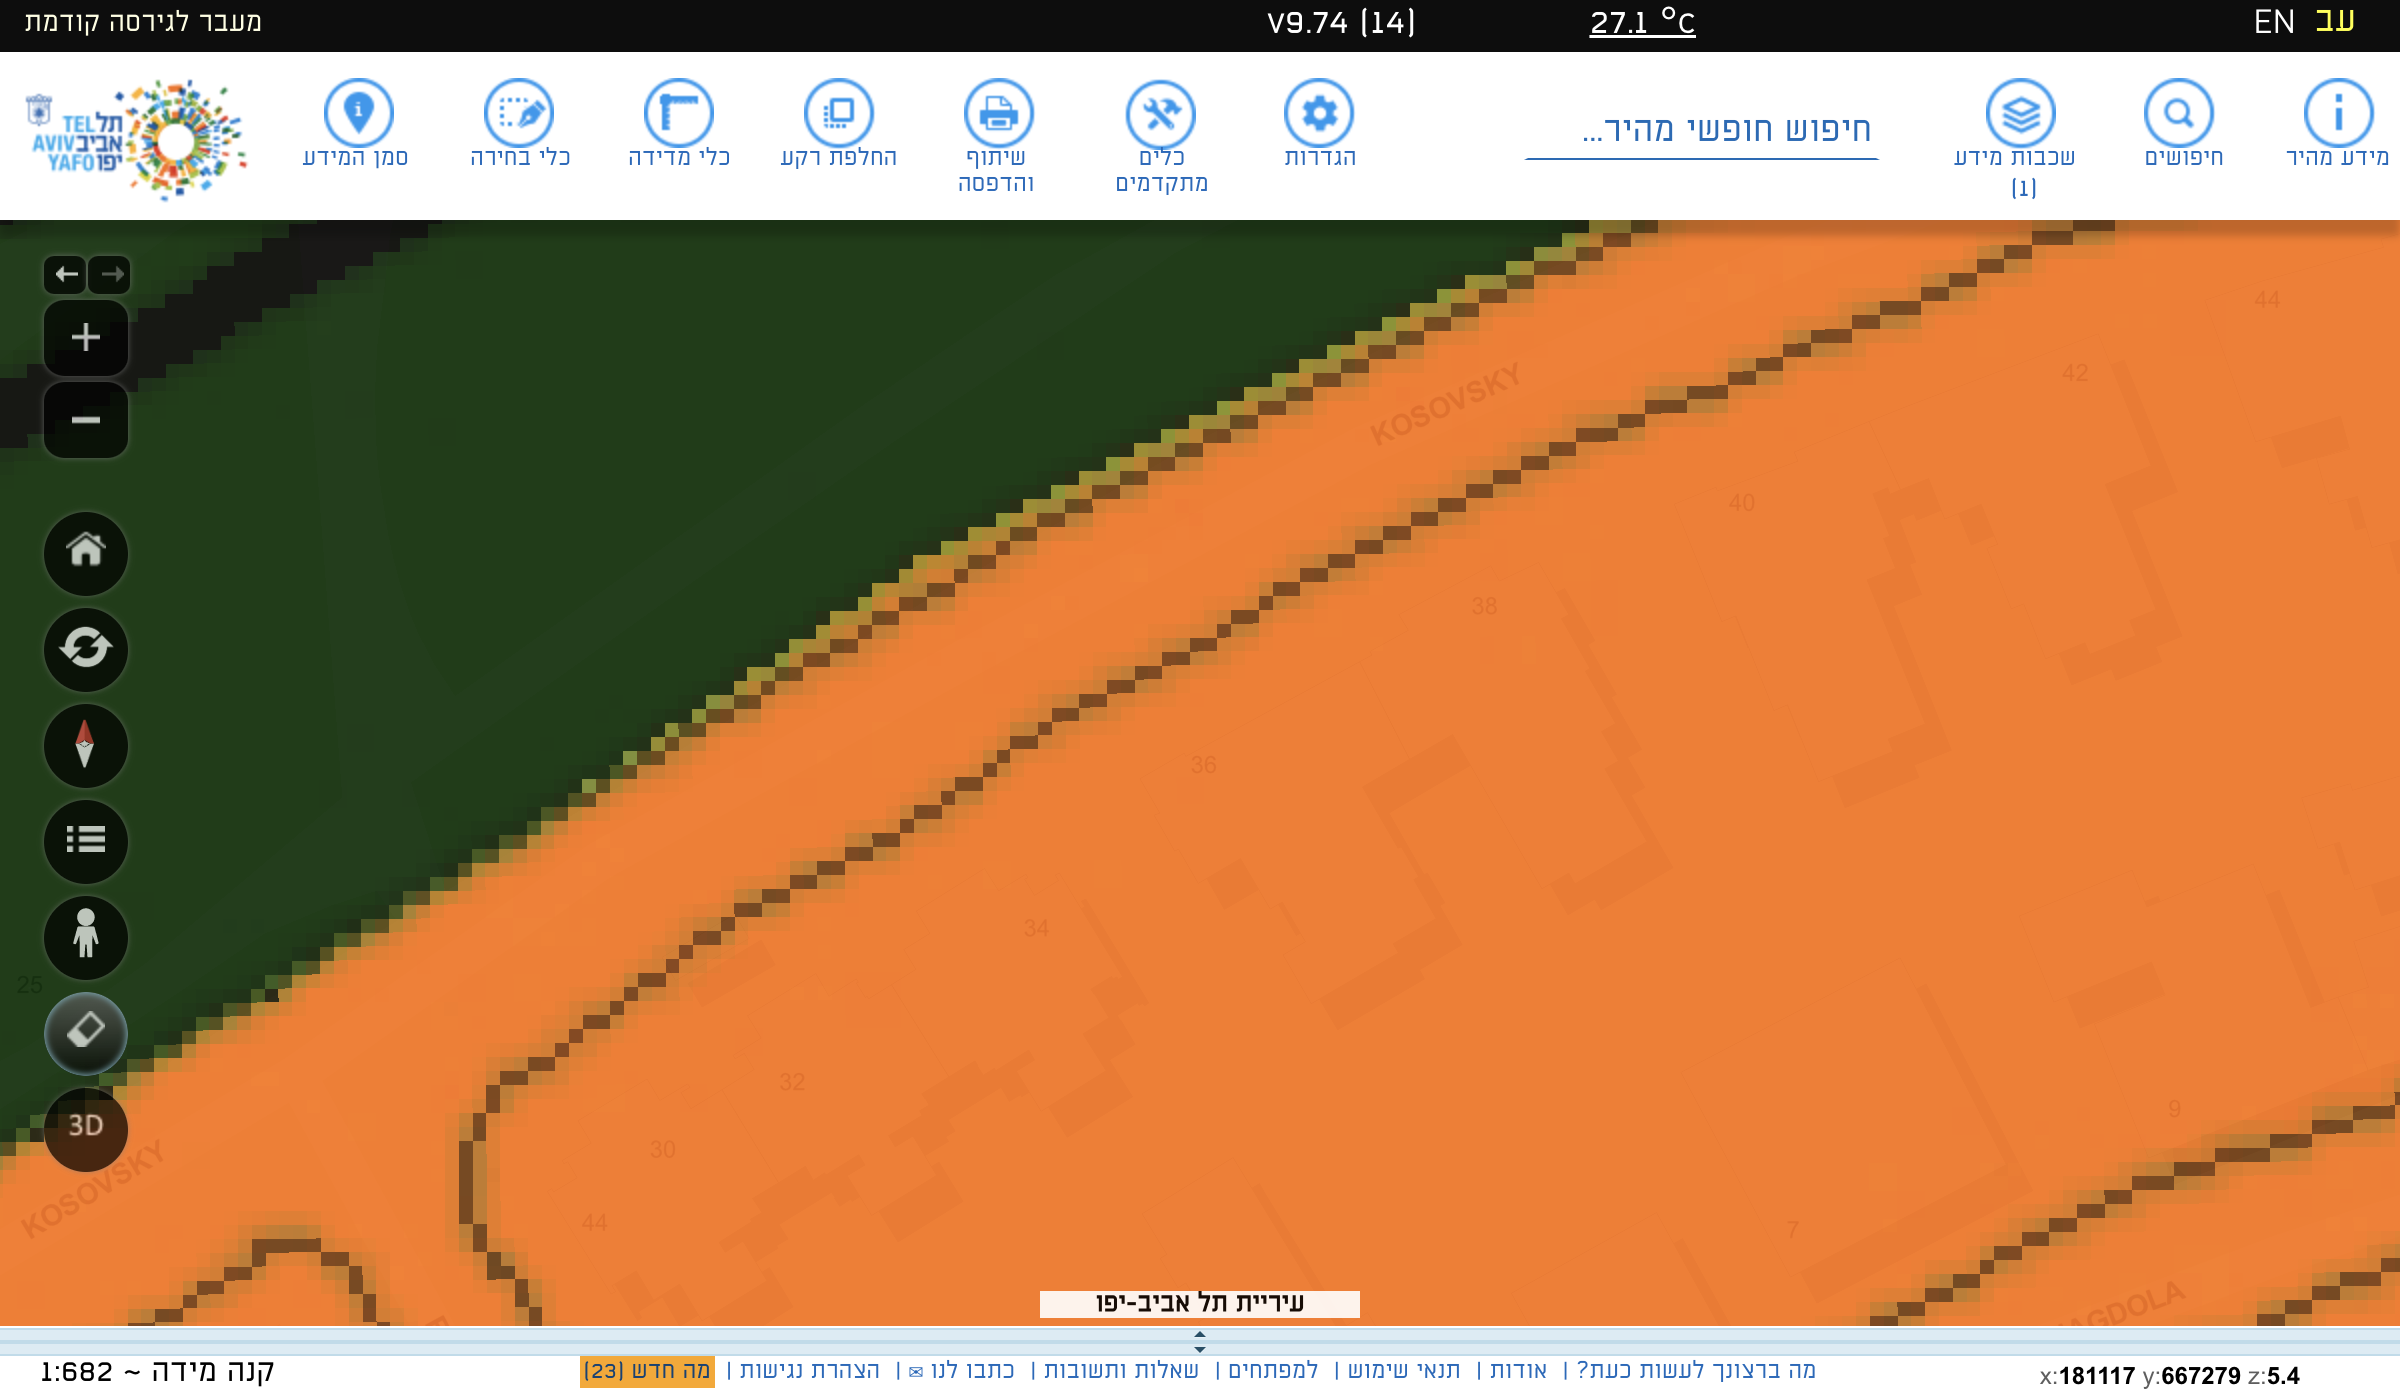 עב EN
27.1 °C
V9.74 (14)
מעבר לגירסה קודמת
מידע מהיר
חיפושים
שכבות מידע
(1)
חיפוש חופשי מהיר...
הגדרות
כלים
מתקדמים
שיתוף
והדפסה
החלפת רקע
כלי מדידה
כלי בחירה
סמן המידע
תל TEL
אביב AVIV
יפו YAFO
44
42
KOSOVSKY
40
38
36
34
25
32
9
3D
30
KOSOVSKY
44
7
AGDOLA
עיריית תל אביב-יפו
מה ברצונך לעשות כעת? | אודות | תנאי שימוש | למפתחים | שאלות ותשובות | כתבו לנו ✉ | הצהרת נגישות | מה חדש (23)
קנה מידה ~ 1:682
x:181117 y:667279 z:5.4